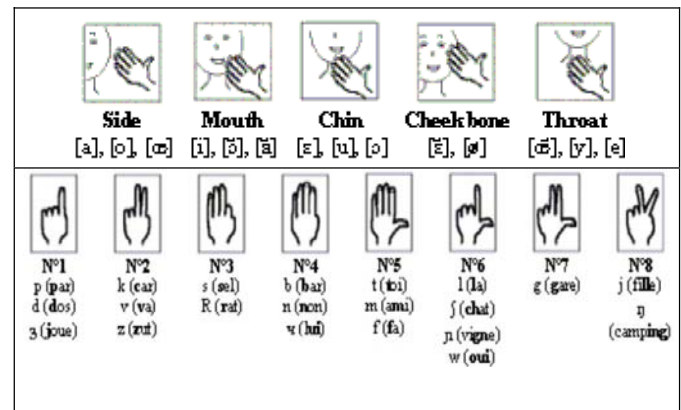 Side Mouth Chin Cheek bone Throat
[a], [o], [œ] [i], [ɔ̃], [ã] [ɛ], [u], [ɔ] [ɛ̃], [ø] [œ̃], [y], [e]
N°1 N°2 N°3 N°4 N°5 N°6 N°7 N°8
p (par) k (car) s (sel) b (bar) t (toi) l (la) g (gare) j (fille)
d (dos) v (va) R (rat) n (non) m (ami) ʃ (chat) ŋ
ʒ (joue) z (zut) ɥ (lui) f (fa) ɲ (vigne) (camping)
w (oui)